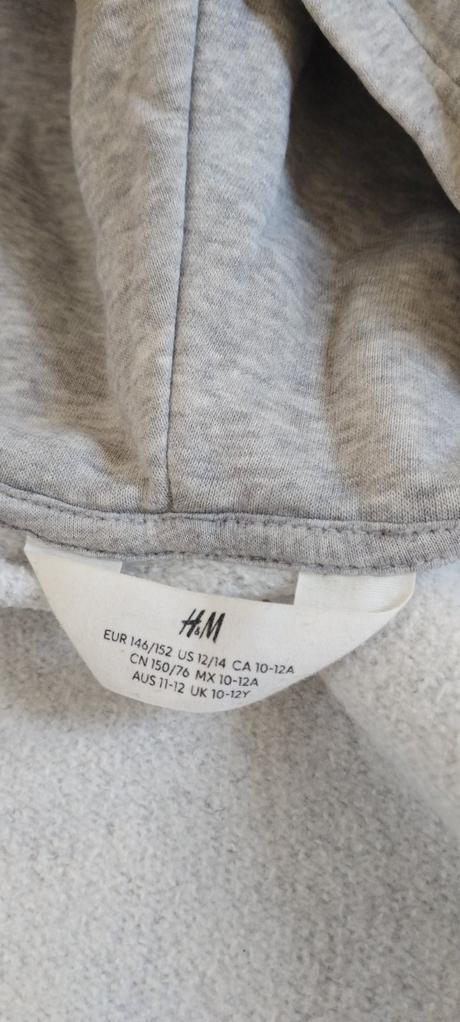 H&M
EUR 146/152 US 12/14 CA 10-12A
CN 150/76 MX 10-12A
AUS 11-12 UK 10-12Y